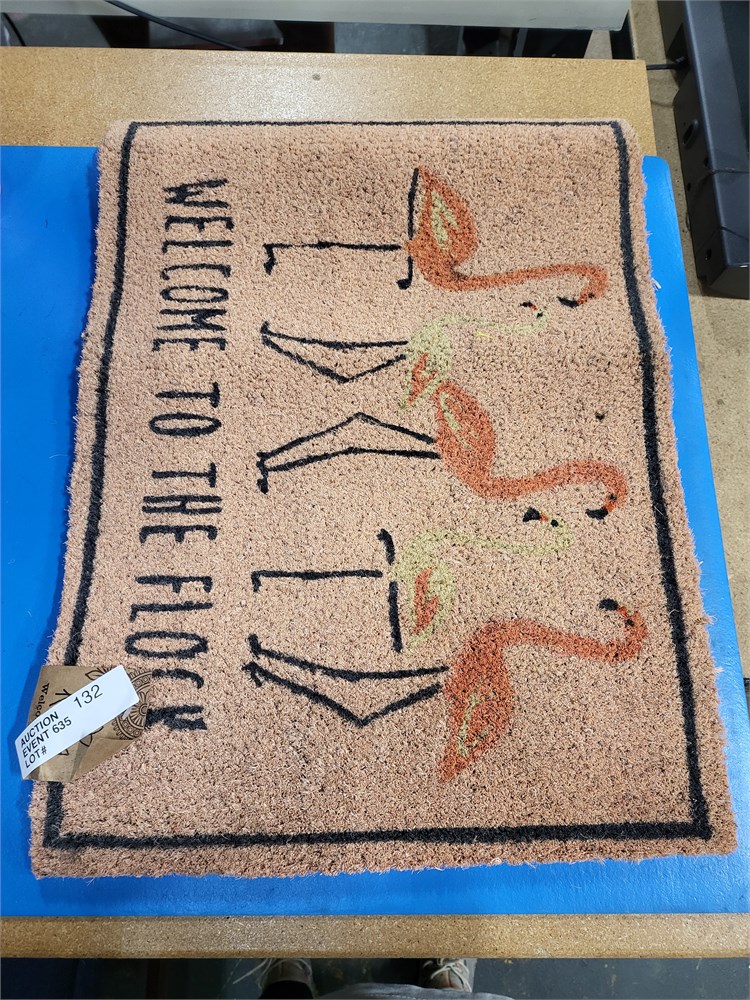 WELCOME TO THE FLOCK
AUCTION
EVENT 635
LOT# 132